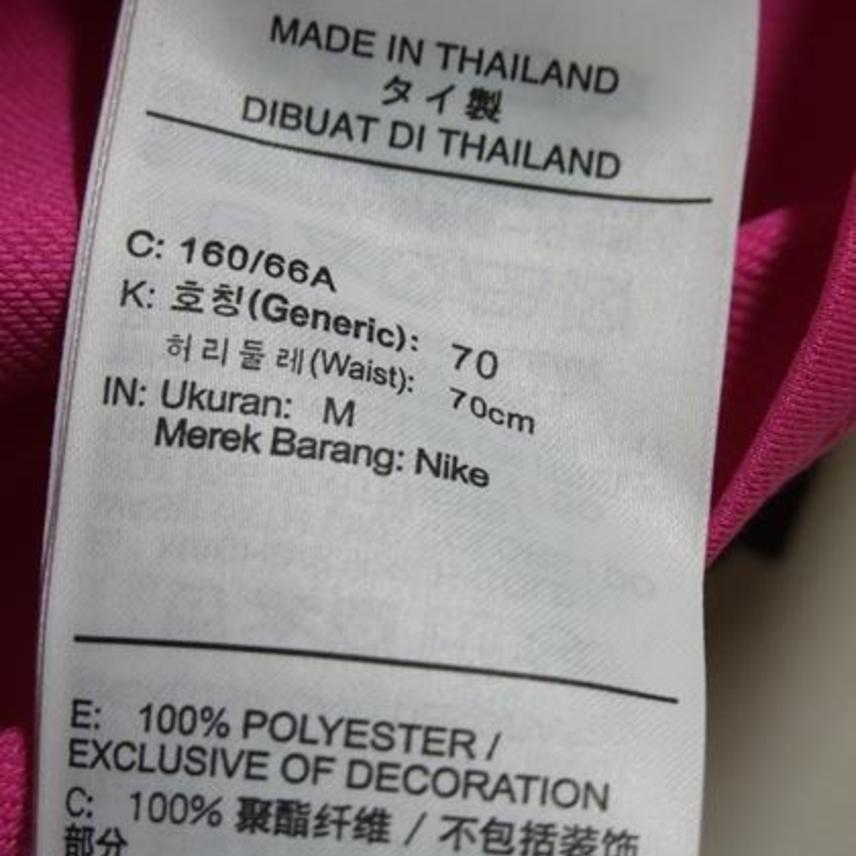 MADE IN THAILAND
タイ製
DIBUAT DI THAILAND
C: 160/66A
K: 호칭(Generic): 70
허리둘레(Waist): 70cm
IN: Ukuran: M
Merek Barang: Nike
E: 100% POLYESTER /
EXCLUSIVE OF DECORATION
C: 100% 聚酯纤维 / 不包括装饰
部分